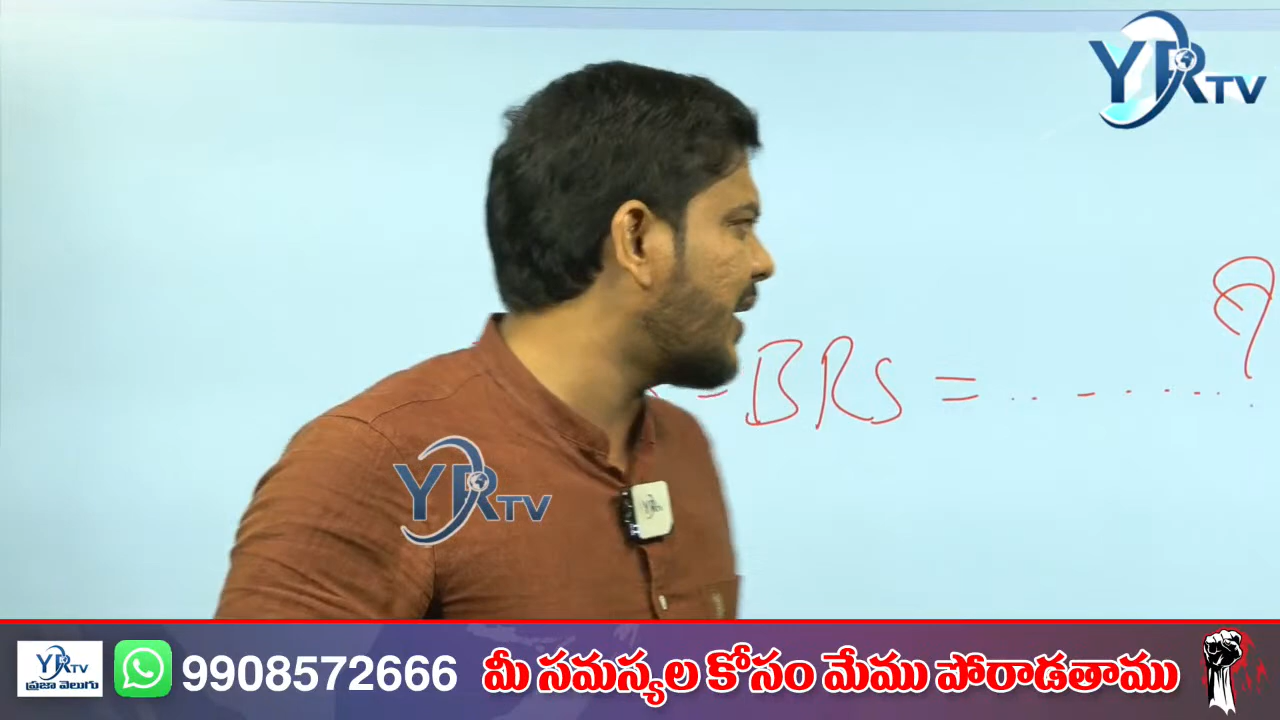 YRTV
- BRS = .. - ...... ?
YRTV
YRTV
ప్రజా వెలుగు
9908572666
మీ సమస్యల కోసం మేము పోరాడతాము